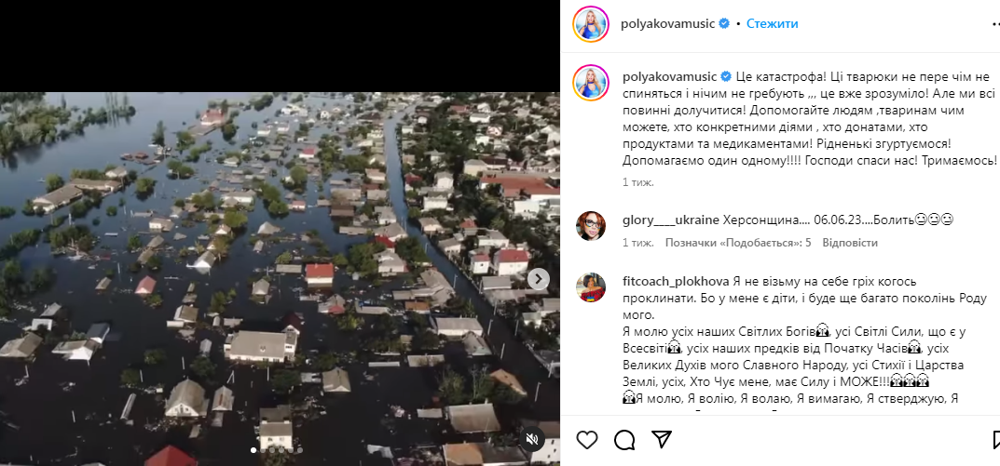 polyakovamusic • Стежити
polyakovamusic Це катастрофа! Ці тварюки не пере чім не
спиняться і нічим не гребують ,,, це вже зрозуміло! Але ми всі
повинні долучитися! Допомогайте людям ,тваринам чим
можете, хто конкретними діями , хто донатами, хто
продуктами та медикаментами! Рідненькі згуртуємося!
Допомагаємо один одному!!!! Господи спаси нас! Тримаємось!
1 тиж.
glory____ukraine Херсонщина.... 06.06.23....Болить
1 тиж. Позначки «Подобається»: 5 Відповісти
fitcoach_plokhova Я не візьму на себе гріх когось
проклинати. Бо у мене є діти, і буде ще багато поколінь Роду
мого.
Я молю усіх наших Світлих Богів, усі Світлі Сили, що є у
Всесвіті, усіх наших предків від Початку Часів, усіх
Великих Духів мого Славного Народу, усі Стихії і Царства
Землі, усіх, Хто Чує мене, має Силу і МОЖЕ!!!
Я молю, Я волію, Я волаю, Я вимагаю, Я стверджую, Я